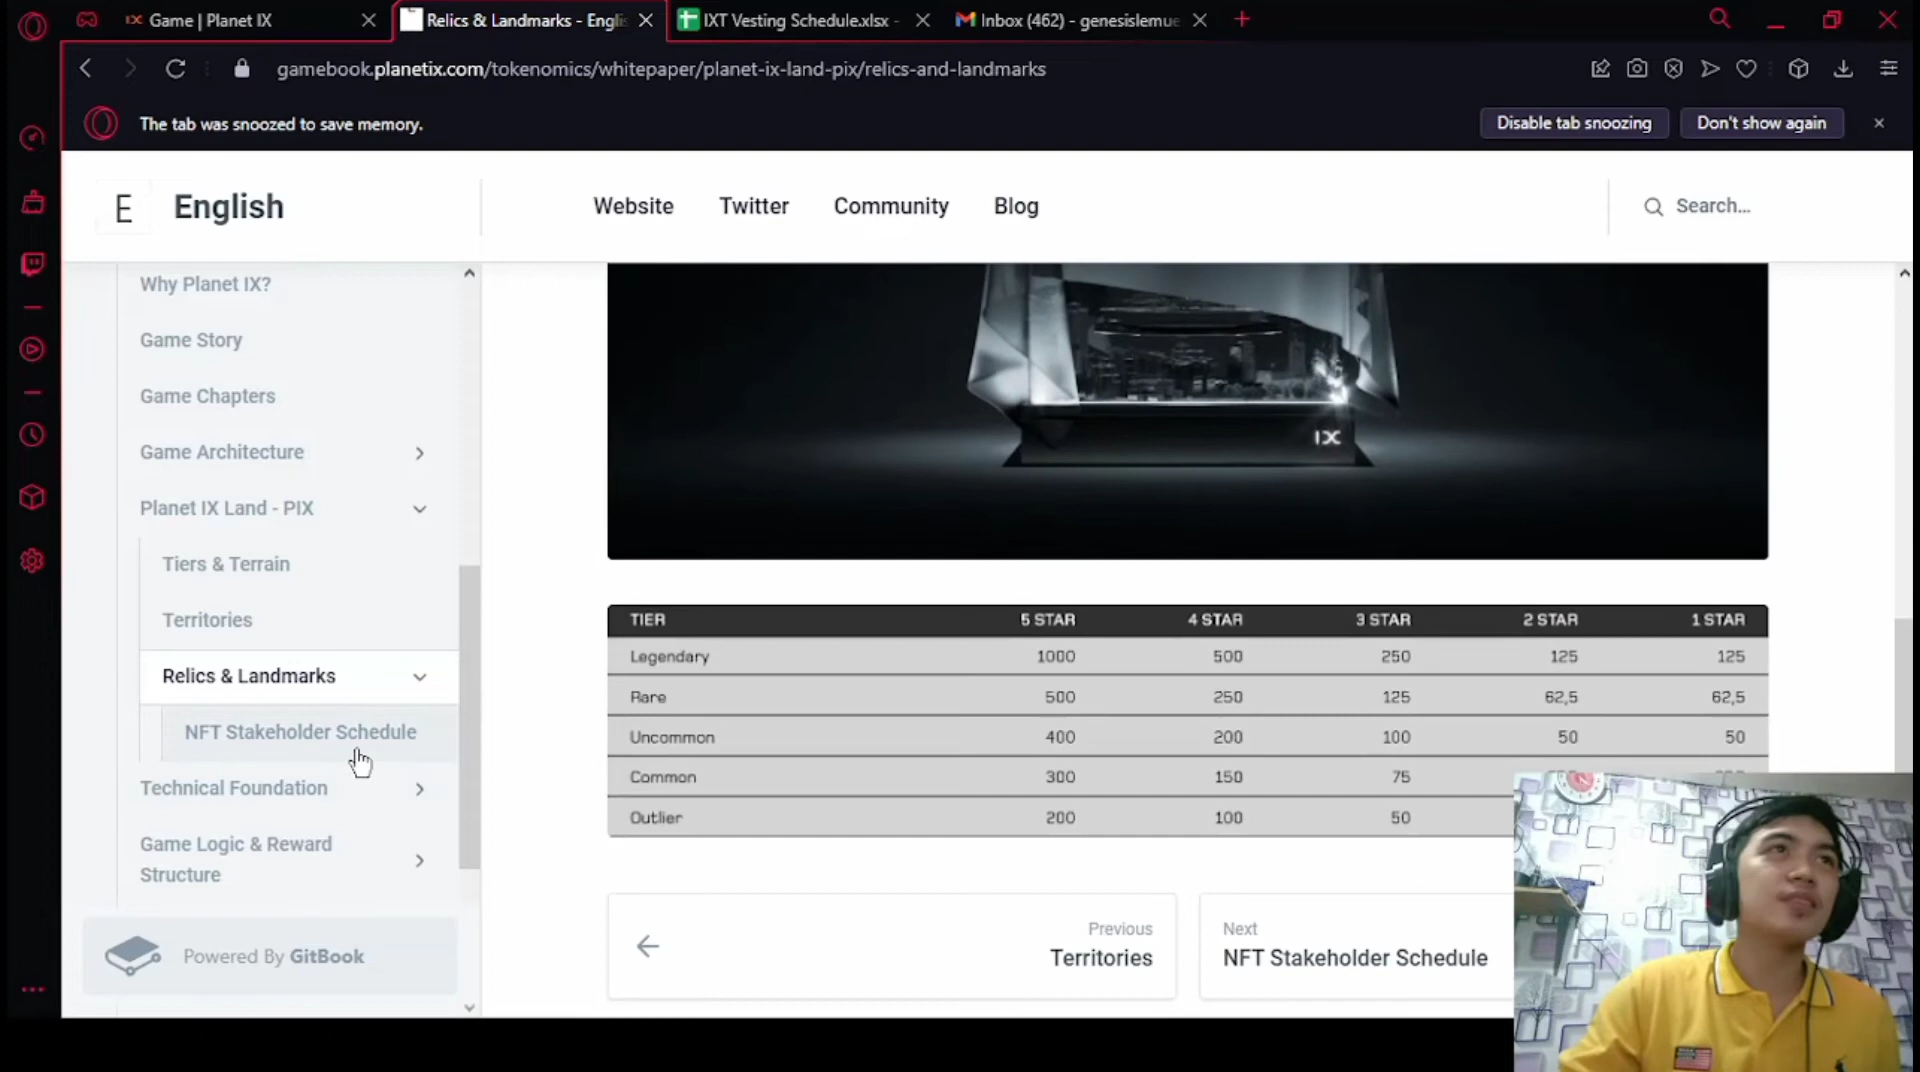 Game | Planet IX
Relics & Landmarks - Engli
IXT Vesting Schedule.xlsx -
Inbox (462) - genesislemue
gamebook.planetix.com/tokenomics/whitepaper/planet-ix-land-pix/relics-and-landmarks
The tab was snoozed to save memory.
Disable tab snoozing
Don't show again
E
English
Website
Twitter
Community
Blog
Search...
Why Planet IX?
Game Story
Game Chapters
Game Architecture
Planet IX Land - PIX
Tiers & Terrain
Territories
Relics & Landmarks
NFT Stakeholder Schedule
Technical Foundation
Game Logic & Reward
Structure
Powered By GitBook
IX
TIER 5 STAR 4 STAR 3 STAR 2 STAR 1 STAR
Legendary 1000 500 250 125 125
Rare 500 250 125 62,5 62,5
Uncommon 400 200 100 50 50
Common 300 150 75
Outlier 200 100 50
Previous
Territories
Next
NFT Stakeholder Schedule